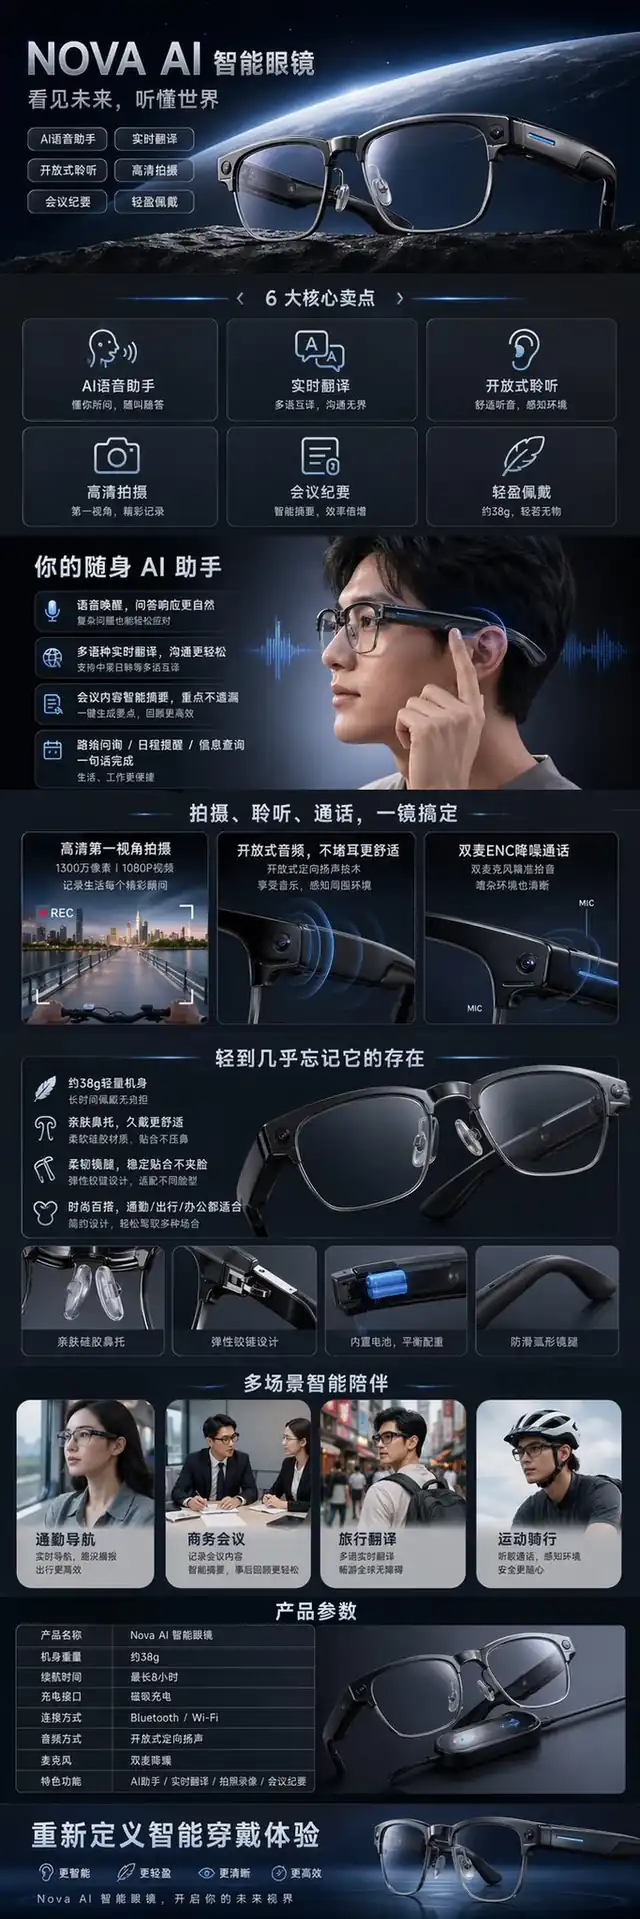 NOVA AI 智能眼镜
看见未来，听懂世界
AI语音助手
实时翻译
开放式聆听
高清拍摄
会议纪要
轻盈佩戴
6 大核心卖点
AI语音助手
懂你所问，随叫随答
实时翻译
多语互译，沟通无界
开放式聆听
舒适听音，感知环境
高清拍摄
第一视角，精彩记录
会议纪要
智能摘要，效率倍增
轻盈佩戴
约38g，轻若无物
你的随身 AI 助手
语音唤醒，问答响应更自然
复杂问题也能轻松应对
多语种实时翻译，沟通更轻松
支持中英日韩等多语互译
会议内容智能摘要，重点不遗漏
一键生成要点，回顾更高效
路线问询 / 日程提醒 / 信息查询
一句话完成
生活、工作更便捷
拍摄、聆听、通话，一镜搞定
高清第一视角拍摄
1300万像素 | 1080P视频
记录生活每个精彩瞬间
REC
开放式音频，不堵耳更舒适
开放式定向扬声技术
享受音乐，感知周围环境
双麦ENC降噪通话
双麦克风精准拾音
嘈杂环境也清晰
MIC
MIC
轻到几乎忘记它的存在
约38g轻量机身
长时间佩戴无负担
亲肤鼻托，久戴更舒适
柔软硅胶材质，贴合不压鼻
柔韧镜腿，稳定贴合不夹脸
弹性铰链设计，适配不同脸型
时尚百搭，通勤/出行/办公都适合
简约设计，轻松驾驭多种场合
亲肤硅胶鼻托
弹性铰链设计
内置电池，平衡配重
防滑弧形镜腿
多场景智能陪伴
通勤导航
实时导航，路况播报
出行更高效
商务会议
记录会议内容
智能摘要，事后回顾更轻松
旅行翻译
多语实时翻译
畅游全球无障碍
运动骑行
听歌通话，感知环境
安全更随心
产品参数
产品名称 Nova AI 智能眼镜
机身重量 约38g
续航时间 最长8小时
充电接口 磁吸充电
连接方式 Bluetooth / Wi-Fi
音频方式 开放式定向扬声
麦克风 双麦降噪
特色功能 AI助手 / 实时翻译 / 拍照录像 / 会议纪要
重新定义智能穿戴体验
更智能
更轻盈
更清晰
更高效
Nova AI 智能眼镜，开启你的未来视界